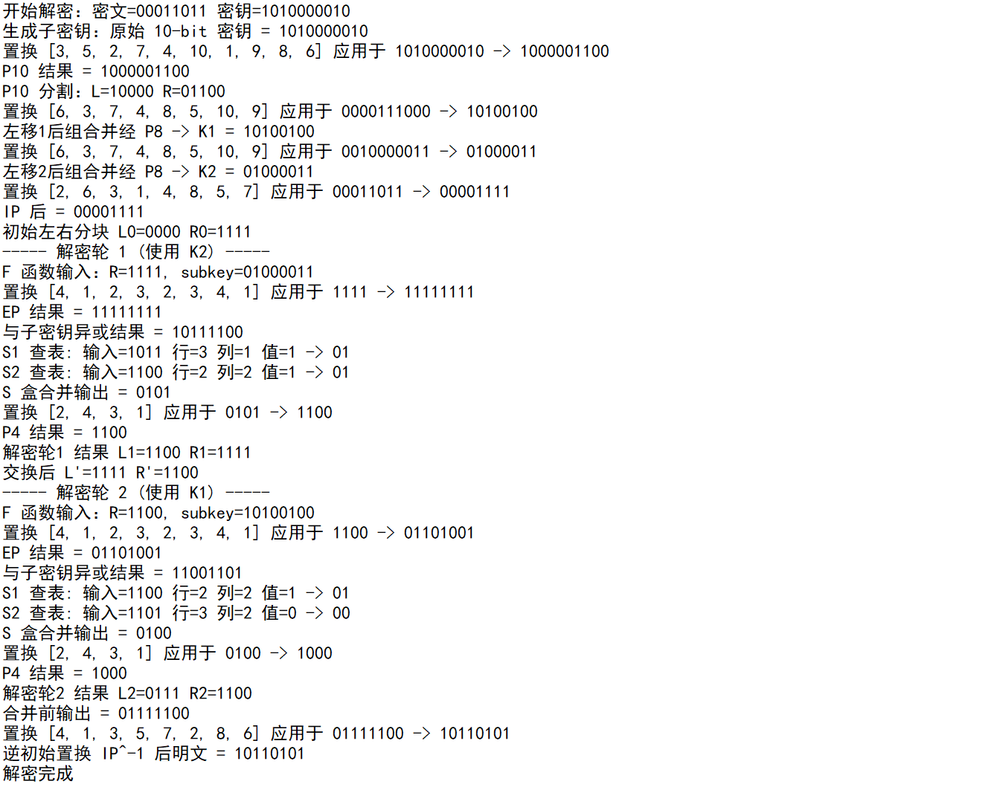 开始解密: 密文=00011011 密钥=1010000010
生成子密钥: 原始 10-bit 密钥 = 1010000010
置换 [3, 5, 2, 7, 4, 10, 1, 9, 8, 6] 应用于 1010000010 -> 1000001100
P10 结果 = 1000001100
P10 分割: L=10000 R=01100
置换 [6, 3, 7, 4, 8, 5, 10, 9] 应用于 0000111000 -> 10100100
左移1后组合并经 P8 -> K1 = 10100100
置换 [6, 3, 7, 4, 8, 5, 10, 9] 应用于 0010000011 -> 01000011
左移2后组合并经 P8 -> K2 = 01000011
置换 [2, 6, 3, 1, 4, 8, 5, 7] 应用于 00011011 -> 00001111
IP 后 = 00001111
初始左右分块 L0=0000 R0=1111
----- 解密轮 1 (使用 K2) -----
F 函数输入: R=1111, subkey=01000011
置换 [4, 1, 2, 3, 2, 3, 4, 1] 应用于 1111 -> 11111111
EP 结果 = 11111111
与子密钥异或结果 = 10111100
S1 查表: 输入=1011 行=3 列=1 值=1 -> 01
S2 查表: 输入=1100 行=2 列=2 值=1 -> 01
S 盒合并输出 = 0101
置换 [2, 4, 3, 1] 应用于 0101 -> 1100
P4 结果 = 1100
解密轮1 结果 L1=1100 R1=1111
交换后 L'=1111 R'=1100
----- 解密轮 2 (使用 K1) -----
F 函数输入: R=1100, subkey=10100100
置换 [4, 1, 2, 3, 2, 3, 4, 1] 应用于 1100 -> 01101001
EP 结果 = 01101001
与子密钥异或结果 = 11001101
S1 查表: 输入=1100 行=2 列=2 值=1 -> 01
S2 查表: 输入=1101 行=3 列=2 值=0 -> 00
S 盒合并输出 = 0100
置换 [2, 4, 3, 1] 应用于 0100 -> 1000
P4 结果 = 1000
解密轮2 结果 L2=0111 R2=1100
合并前输出 = 01111100
置换 [4, 1, 3, 5, 7, 2, 8, 6] 应用于 01111100 -> 10110101
逆初始置换 IP^-1 后明文 = 10110101
解密完成